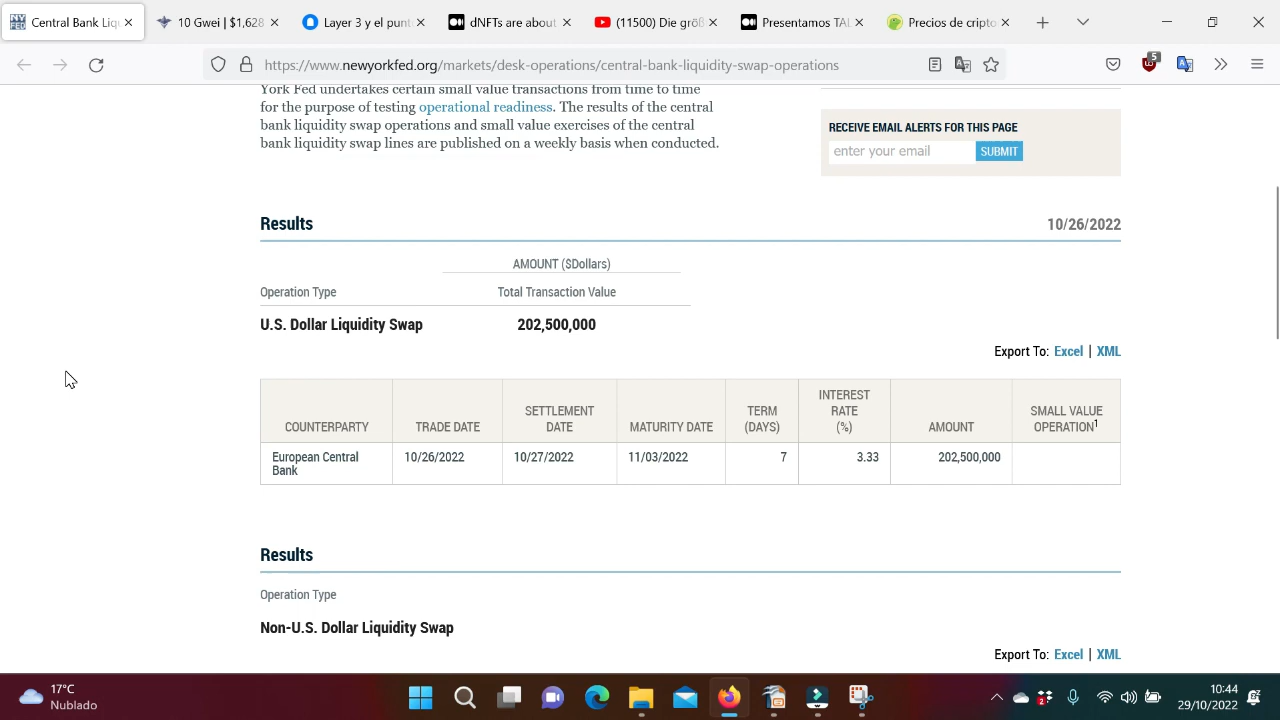 Central Bank Liq
10 Gwei | $1,628
Layer 3 y el punt
dNFTs are about
(11500) Die größ
Presentamos TAL
Precios de cripto
https://www.newyorkfed.org/markets/desk-operations/central-bank-liquidity-swap-operations
5
York Fed undertakes certain small value transactions from time to time
for the purpose of testing operational readiness. The results of the central
bank liquidity swap operations and small value exercises of the central
bank liquidity swap lines are published on a weekly basis when conducted.
RECEIVE EMAIL ALERTS FOR THIS PAGE
enter your email SUBMIT
Results 10/26/2022
AMOUNT ($Dollars)
Operation Type Total Transaction Value
U.S. Dollar Liquidity Swap 202,500,000
Export To: Excel | XML
COUNTERPARTY TRADE DATE SETTLEMENT DATE MATURITY DATE TERM (DAYS) INTEREST RATE (%) AMOUNT SMALL VALUE OPERATION¹
European Central Bank 10/26/2022 10/27/2022 11/03/2022 7 3.33 202,500,000
Results
Operation Type
Non-U.S. Dollar Liquidity Swap
Export To: Excel | XML
17°C
Nublado
2
10:44
29/10/2022